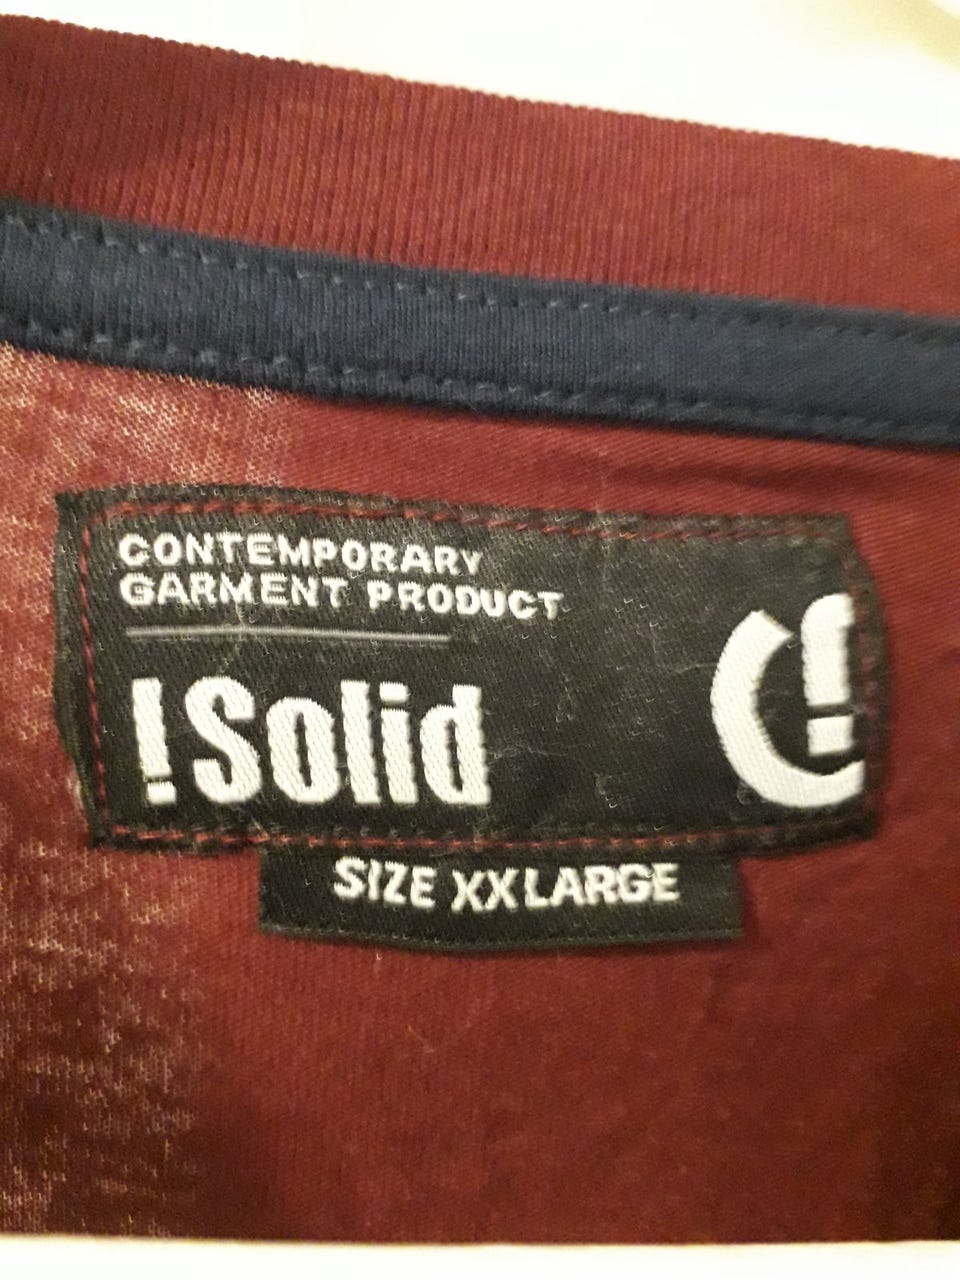 CONTEMPORARY
GARMENT PRODUCT
!Solid
SIZE XXLARGE